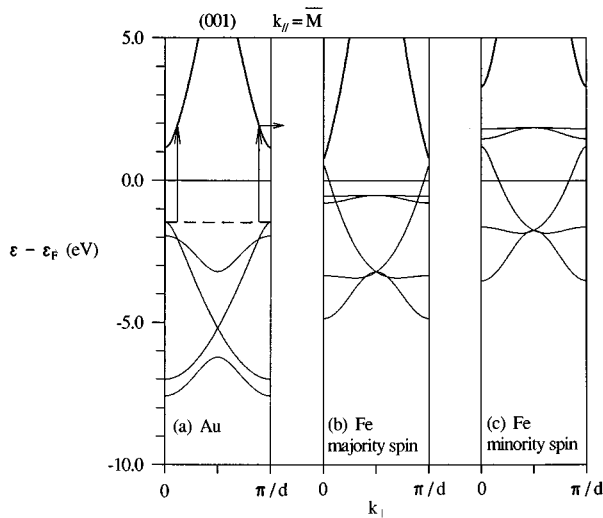 (001) k// = M̅
5.0
0.0
ε − εF (eV)
-5.0
-10.0
(a) Au
(b) Fe
majority spin
(c) Fe
minority spin
0 π/d 0 π/d 0 π/d
k⊥